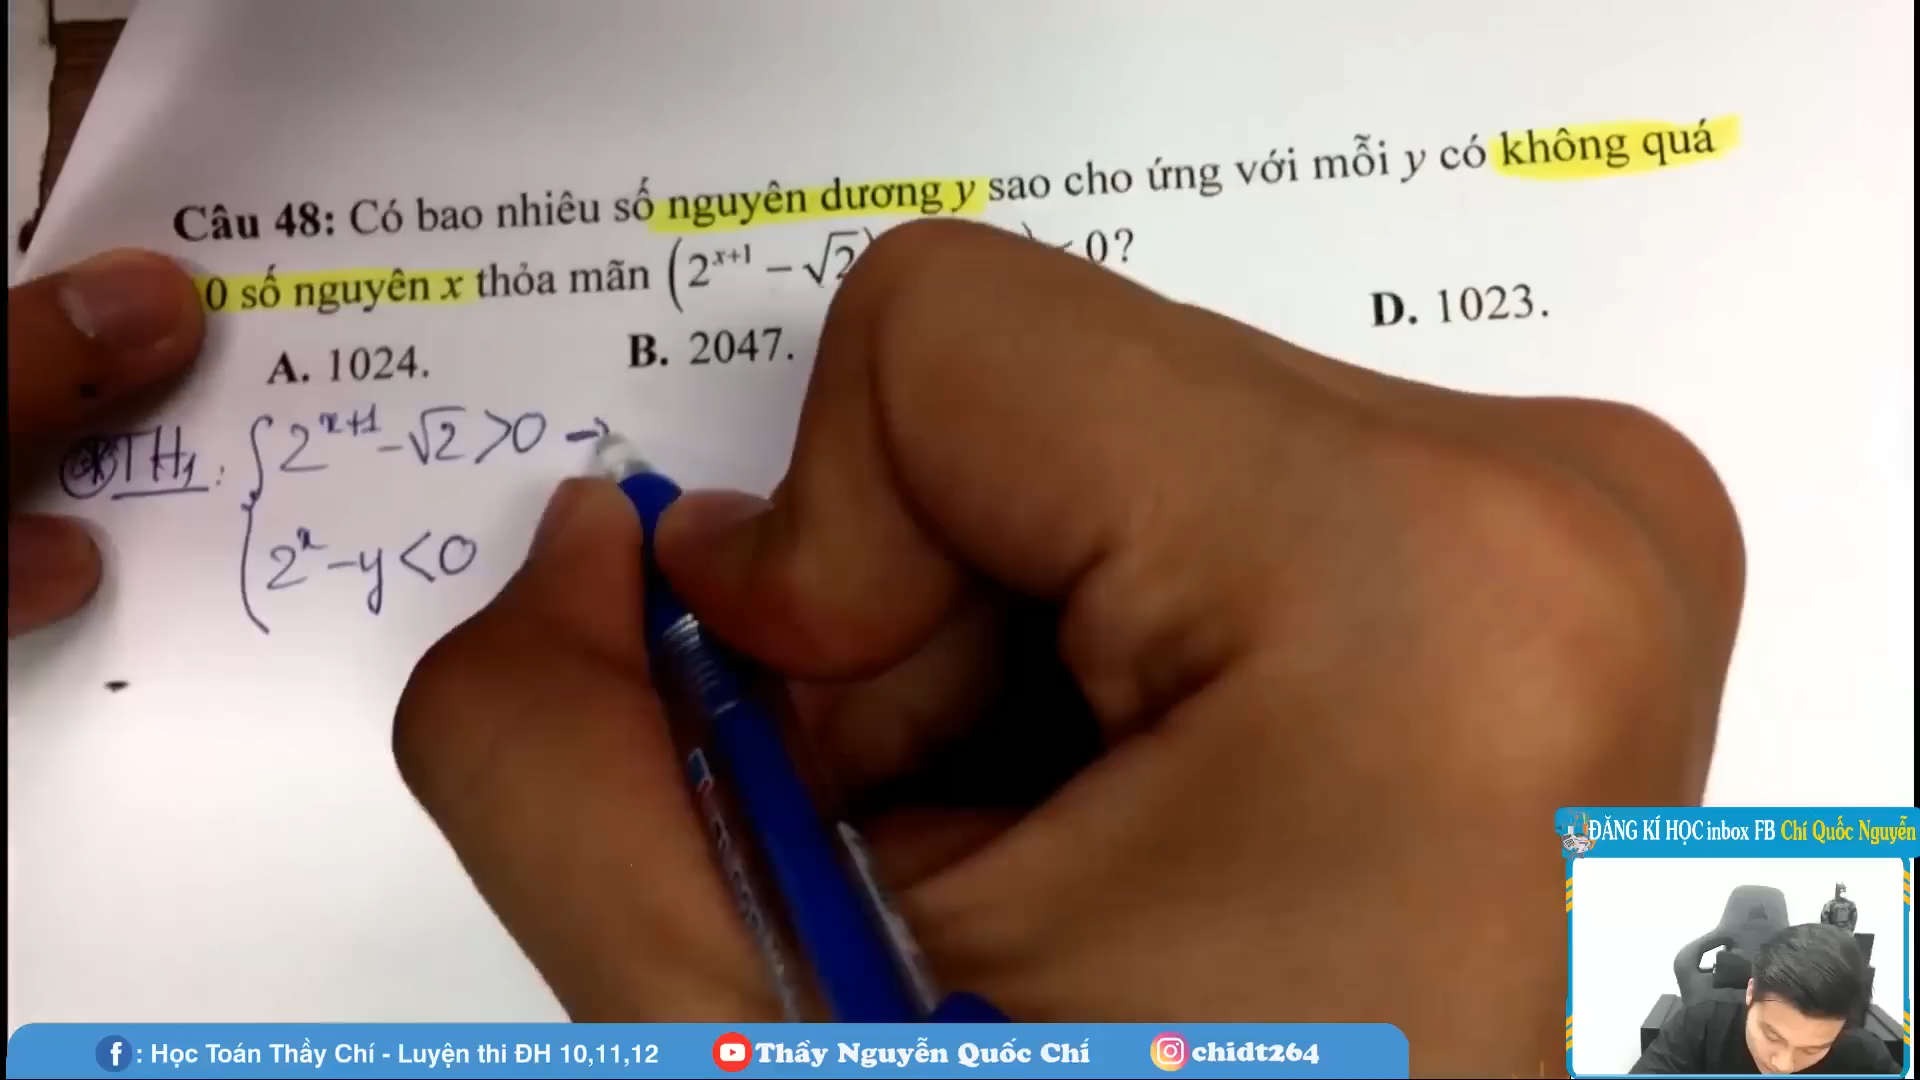 Câu 48: Có bao nhiêu số nguyên dương y sao cho ứng với mỗi y có không quá
0 số nguyên x thỏa mãn (2^{x+1} − √2) < 0?
A. 1024. B. 2047. D. 1023.
TH1: 2^{x+1} - √2 > 0 →
2^x - y < 0
ĐĂNG KÍ HỌC inbox FB Chí Quốc Nguyễn
: Học Toán Thầy Chí - Luyện thi ĐH 10,11,12 Thầy Nguyễn Quốc Chí chidt264